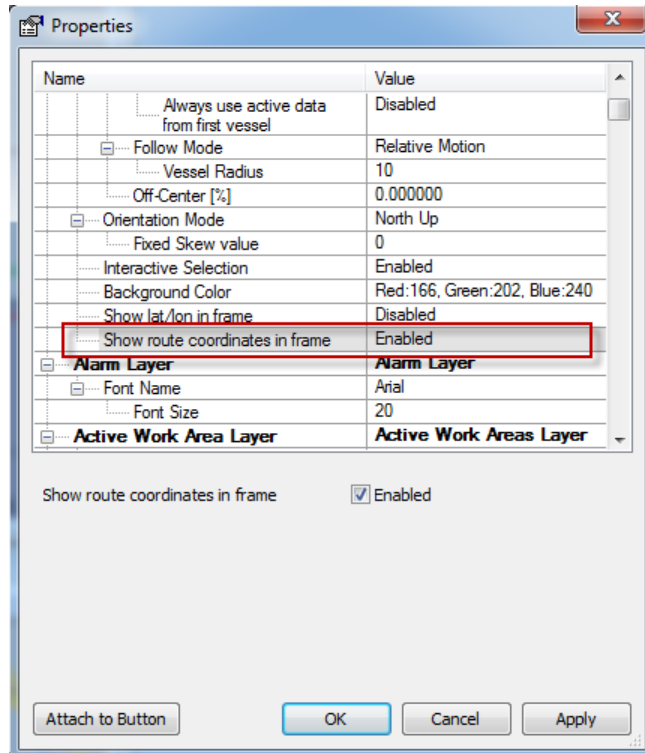 Properties
Name Value
Always use active data Disabled
from first vessel
Follow Mode Relative Motion
Vessel Radius 10
Off-Center [%] 0.000000
Orientation Mode North Up
Fixed Skew value 0
Interactive Selection Enabled
Background Color Red:166, Green:202, Blue:240
Show lat/lon in frame Disabled
Show route coordinates in frame Enabled
Alarm Layer Alarm Layer
Font Name Arial
Font Size 20
Active Work Area Layer Active Work Areas Layer
Show route coordinates in frame Enabled
Attach to Button OK Cancel Apply